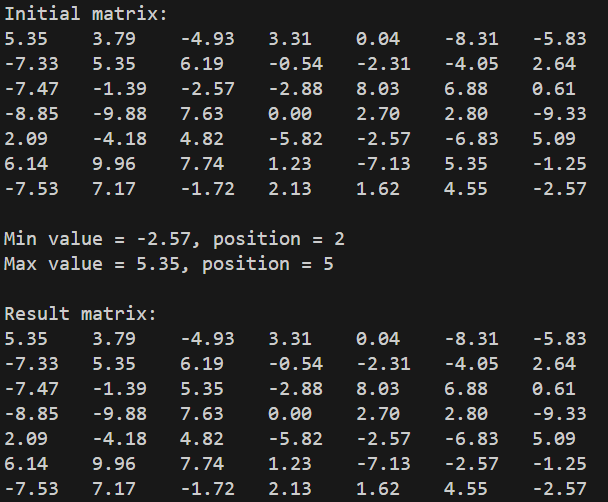 Initial matrix:
5.35 3.79 -4.93 3.31 0.04 -8.31 -5.83
-7.33 5.35 6.19 -0.54 -2.31 -4.05 2.64
-7.47 -1.39 -2.57 -2.88 8.03 6.88 0.61
-8.85 -9.88 7.63 0.00 2.70 2.80 -9.33
2.09 -4.18 4.82 -5.82 -2.57 -6.83 5.09
6.14 9.96 7.74 1.23 -7.13 5.35 -1.25
-7.53 7.17 -1.72 2.13 1.62 4.55 -2.57
Min value = -2.57, position = 2
Max value = 5.35, position = 5
Result matrix:
5.35 3.79 -4.93 3.31 0.04 -8.31 -5.83
-7.33 5.35 6.19 -0.54 -2.31 -4.05 2.64
-7.47 -1.39 5.35 -2.88 8.03 6.88 0.61
-8.85 -9.88 7.63 0.00 2.70 2.80 -9.33
2.09 -4.18 4.82 -5.82 -2.57 -6.83 5.09
6.14 9.96 7.74 1.23 -7.13 -2.57 -1.25
-7.53 7.17 -1.72 2.13 1.62 4.55 -2.57